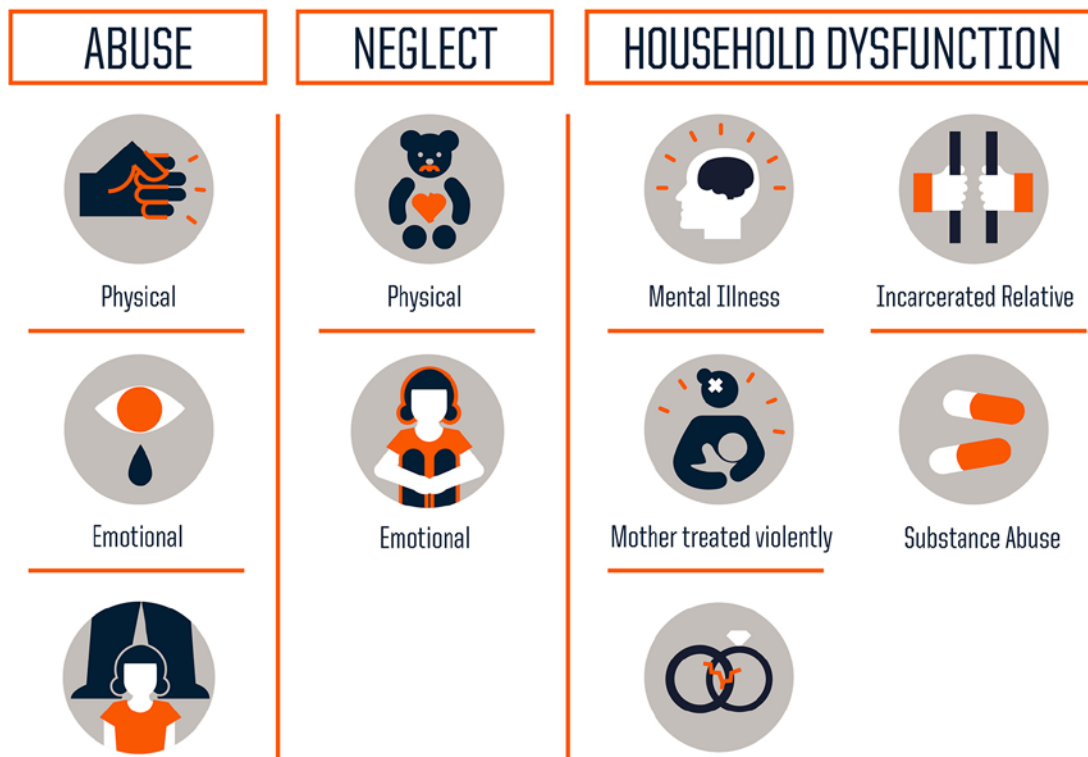 ABUSE
NEGLECT
HOUSEHOLD DYSFUNCTION
Physical
Physical
Mental Illness
Incarcerated Relative
Emotional
Emotional
Mother treated violently
Substance Abuse